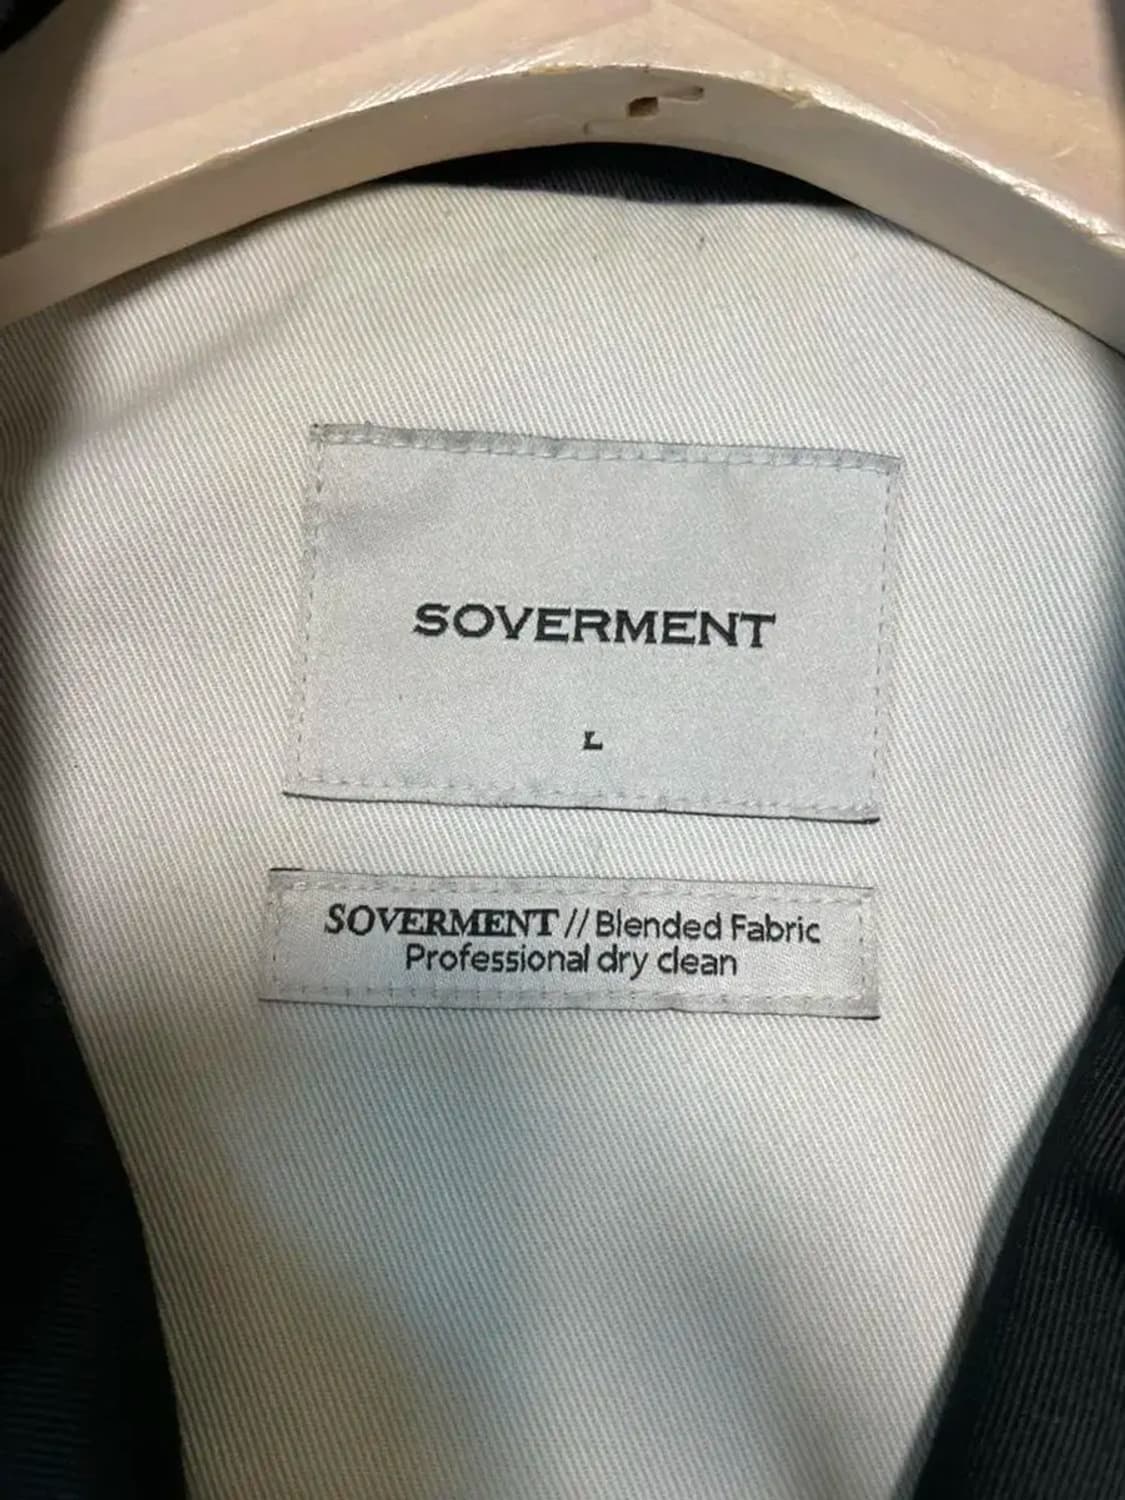 SOVERMENT
L
SOVERMENT // Blended Fabric
Professional dry clean